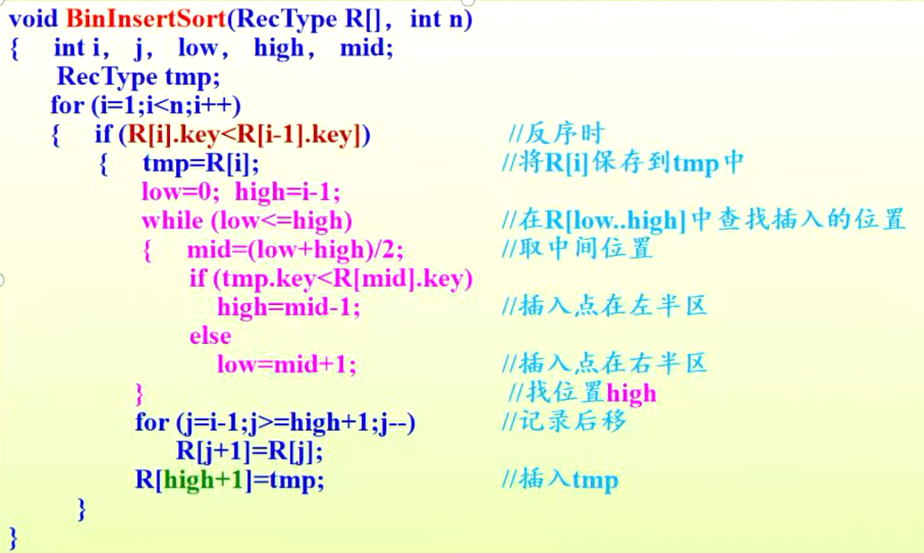 void BinInsertSort(RecType R[], int n)
{ int i, j, low, high, mid;
RecType tmp;
for (i=1;i<n;i++)
{ if (R[i].key<R[i-1].key]) //反序时
{ tmp=R[i]; //将R[i]保存到tmp中
low=0; high=i-1;
while (low<=high) //在R[low..high]中查找插入的位置
{ mid=(low+high)/2; //取中间位置
if (tmp.key<R[mid].key)
high=mid-1; //插入点在左半区
else
low=mid+1; //插入点在右半区
} //找位置high
for (j=i-1;j>=high+1;j--) //记录后移
R[j+1]=R[j];
R[high+1]=tmp; //插入tmp
}
}